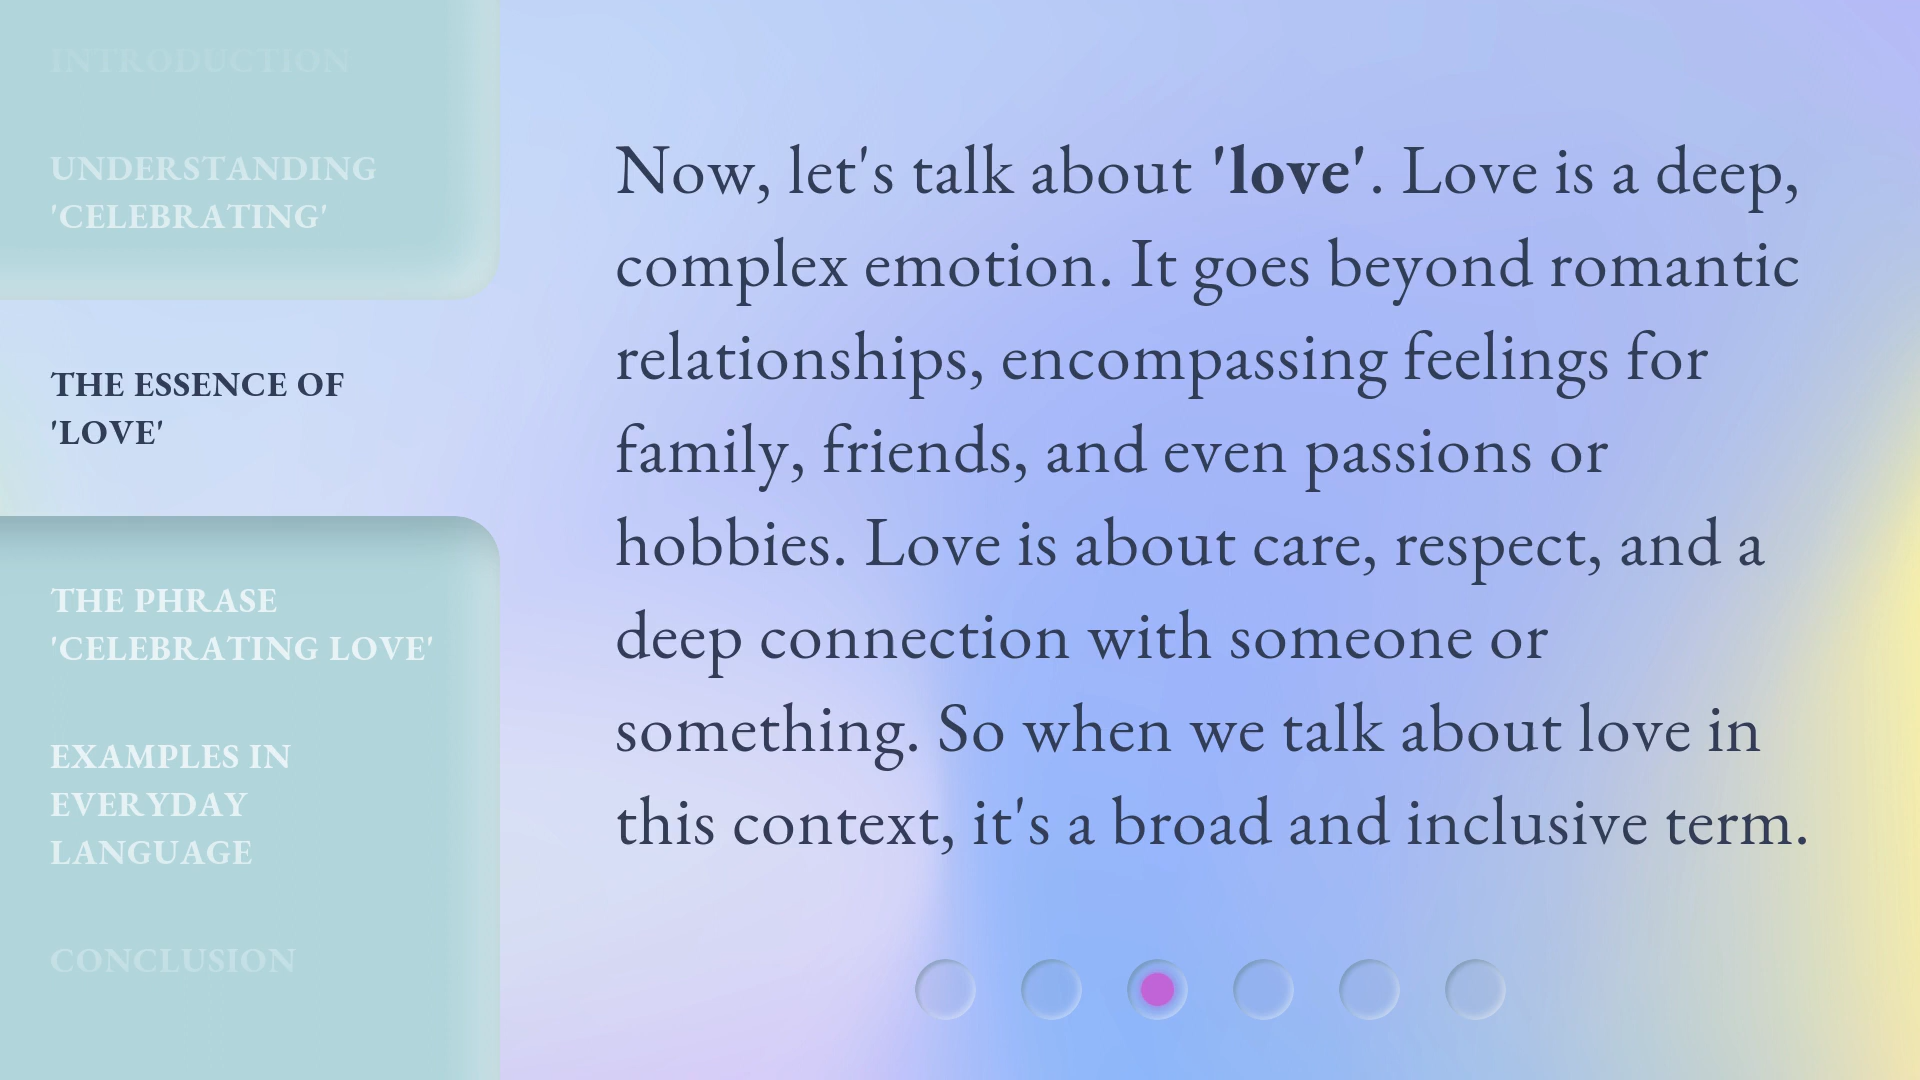 INTRODUCTION
UNDERSTANDING
'CELEBRATING'
THE ESSENCE OF
'LOVE'
THE PHRASE
'CELEBRATING LOVE'
EXAMPLES IN
EVERYDAY
LANGUAGE
CONCLUSION
Now, let's talk about 'love'. Love is a deep,
complex emotion. It goes beyond romantic
relationships, encompassing feelings for
family, friends, and even passions or
hobbies. Love is about care, respect, and a
deep connection with someone or
something. So when we talk about love in
this context, it's a broad and inclusive term.